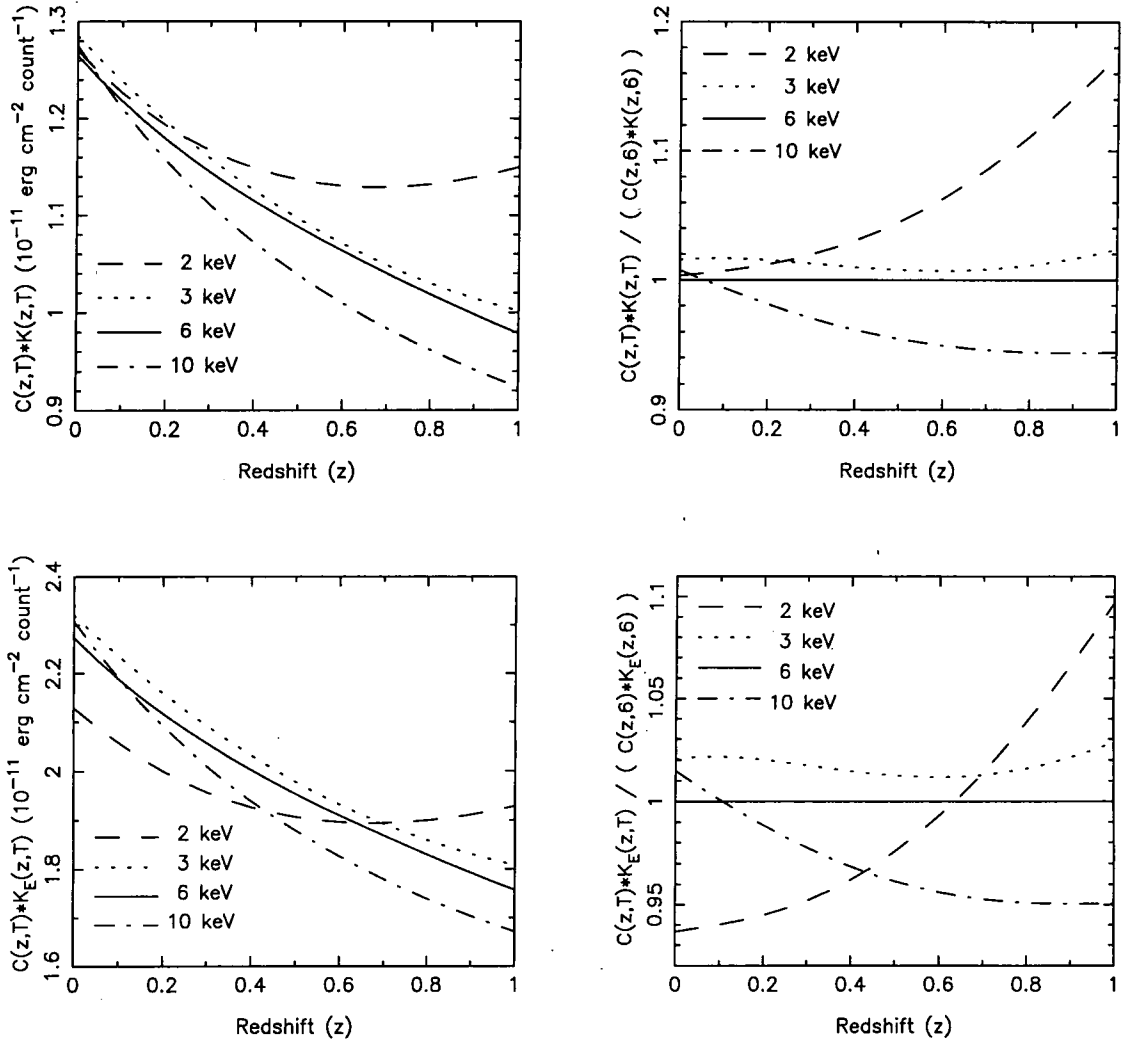 C(z,T)*K(z,T) (10⁻¹¹ erg cm⁻² count⁻¹)
1.3
1.2
1.1
1
0.9
2 keV
3 keV
6 keV
10 keV
0
0.2
0.4
0.6
0.8
1
Redshift (z)
C(z,T)*K(z,T) / ( C(z,6)*K(z,6) )
1.2
1.1
1
0.9
2 keV
3 keV
6 keV
10 keV
0
0.2
0.4
0.6
0.8
1
Redshift (z)
C(z,T)*K_E(z,T) (10⁻¹¹ erg cm⁻² count⁻¹)
2.4
2.2
2
1.8
1.6
2 keV
3 keV
6 keV
10 keV
0
0.2
0.4
0.6
0.8
1
Redshift (z)
C(z,T)*K_E(z,T) / ( C(z,6)*K_E(z,6) )
1.1
1.05
1
0.95
2 keV
3 keV
6 keV
10 keV
0
0.2
0.4
0.6
0.8
1
Redshift (z)